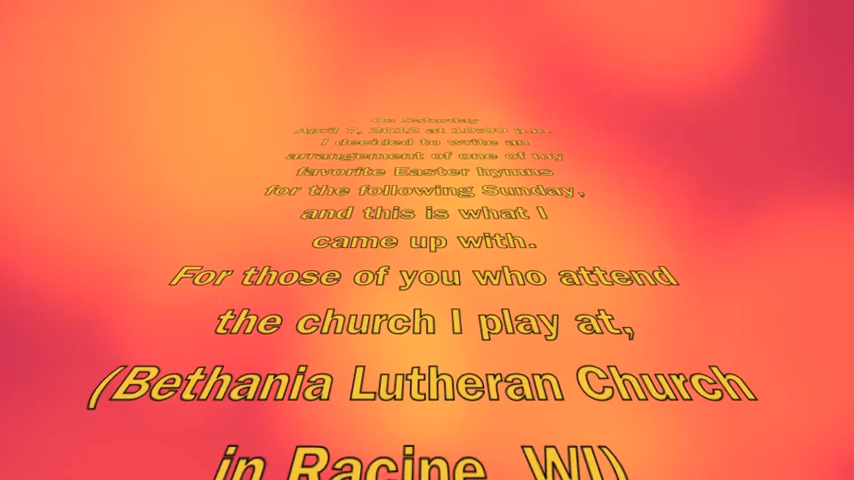 On Saturday
April 7, 2012 at 10:00 p.m.
I decided to write an
arrangement of one of my
favorite Easter hymns
for the following Sunday,
and this is what I
came up with.
For those of you who attend
the church I play at,
(Bethania Lutheran Church
in Racine, WI)